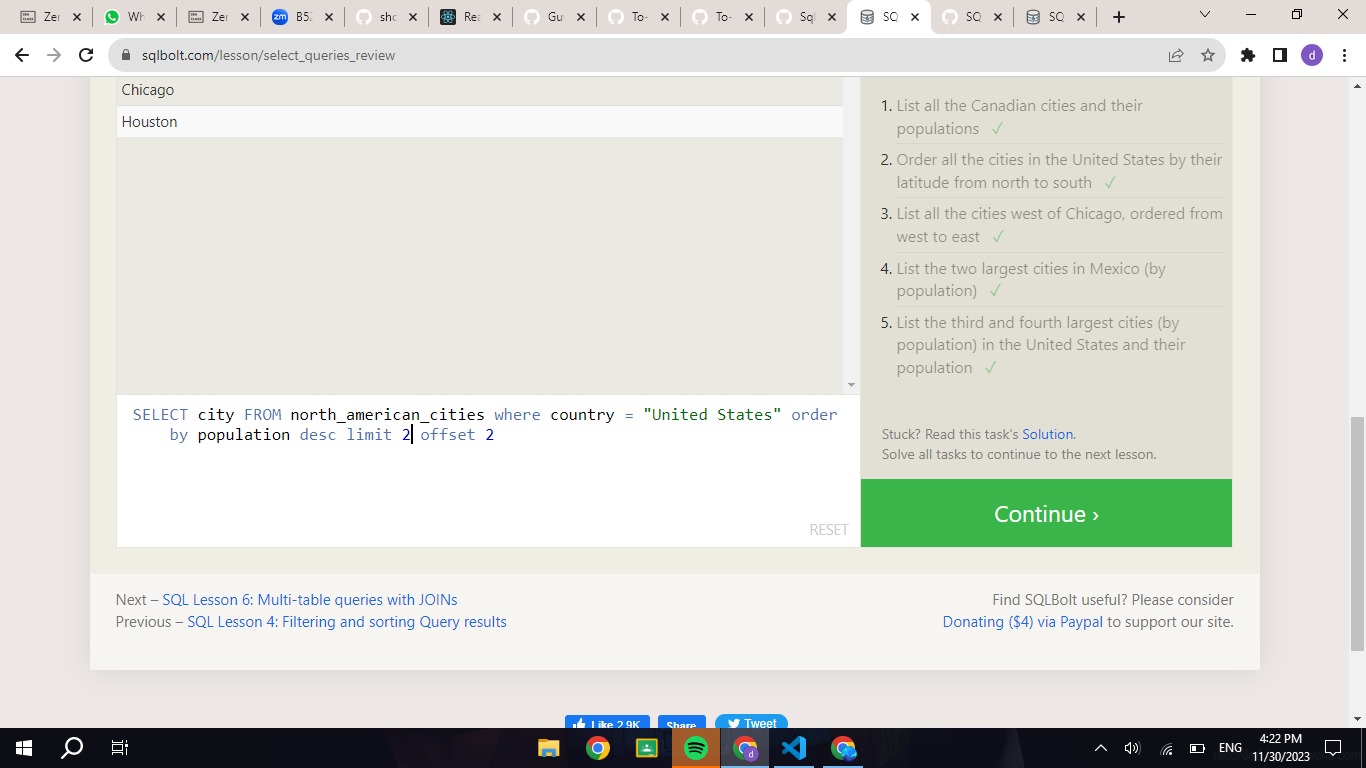 Zer
Wh
Zer
B52
shc
Rea
Gu
To-
To-
Sql
SQ
SQ
SQ
sqlbolt.com/lesson/select_queries_review
d
Chicago
Houston
1. List all the Canadian cities and their
populations ✓
2. Order all the cities in the United States by their
latitude from north to south ✓
3. List all the cities west of Chicago, ordered from
west to east ✓
4. List the two largest cities in Mexico (by
population) ✓
5. List the third and fourth largest cities (by
population) in the United States and their
population ✓
SELECT city FROM north_american_cities where country = "United States" order
by population desc limit 2 offset 2
RESET
Stuck? Read this task's Solution.
Solve all tasks to continue to the next lesson.
Continue ›
Next – SQL Lesson 6: Multi-table queries with JOINs
Previous – SQL Lesson 4: Filtering and sorting Query results
Find SQLBolt useful? Please consider
Donating ($4) via Paypal to support our site.
Like 2.9K
Share
Tweet
ENG
4:22 PM
11/30/2023